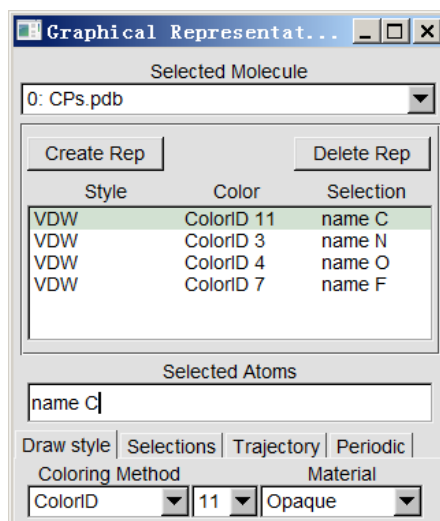 Graphical Representat...
Selected Molecule
0: CPs.pdb
Create Rep Delete Rep
Style Color Selection
VDW ColorID 11 name C
VDW ColorID 3 name N
VDW ColorID 4 name O
VDW ColorID 7 name F
Selected Atoms
name C
Draw style Selections Trajectory Periodic
Coloring Method Material
ColorID 11 Opaque